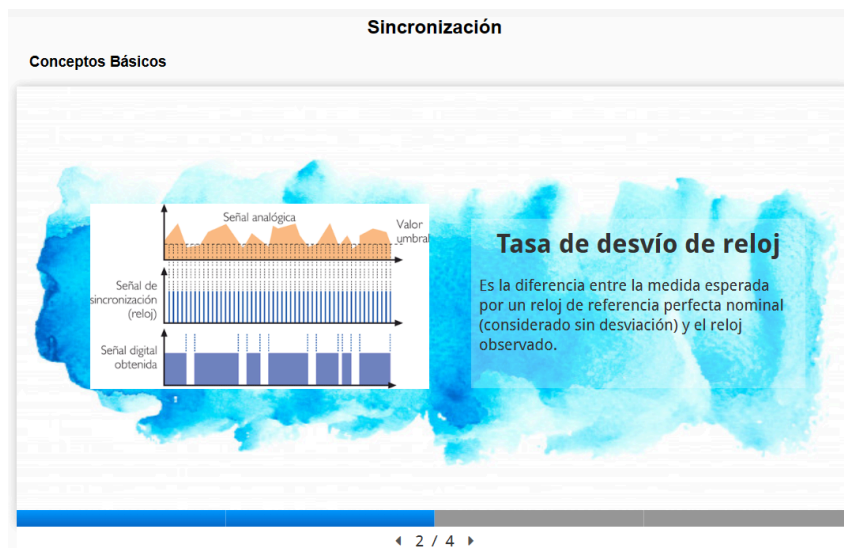 Sincronización
Conceptos Básicos
Señal analógica
Valor
umbral
Señal de
sincronización
(reloj)
Señal digital
obtenida
Tasa de desvío de reloj
Es la diferencia entre la medida esperada
por un reloj de referencia perfecta nominal
(considerado sin desviación) y el reloj
observado.
2 / 4